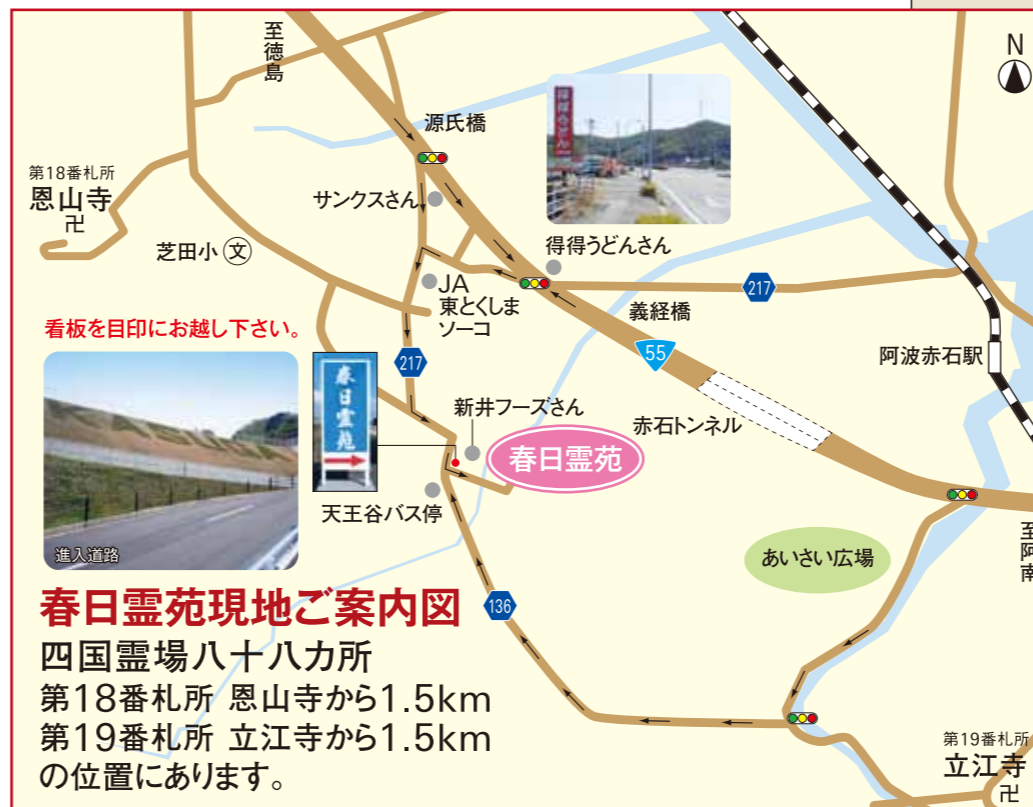 至徳島
N
源氏橋
得得うどん
第18番札所
恩山寺
卍
サンクスさん
芝田小 文
得得うどんさん
JA
東とくしま
ソーコ
217
義経橋
看板を目印にお越し下さい。
55
阿波赤石駅
217
春日霊苑
新井フーズさん
赤石トンネル
春日霊苑
天王谷バス停
至阿南
進入道路
あいさい広場
春日霊苑現地ご案内図
136
四国霊場八十八カ所
第18番札所 恩山寺から1.5km
第19番札所 立江寺から1.5km
の位置にあります。
第19番札所
立江寺
卍